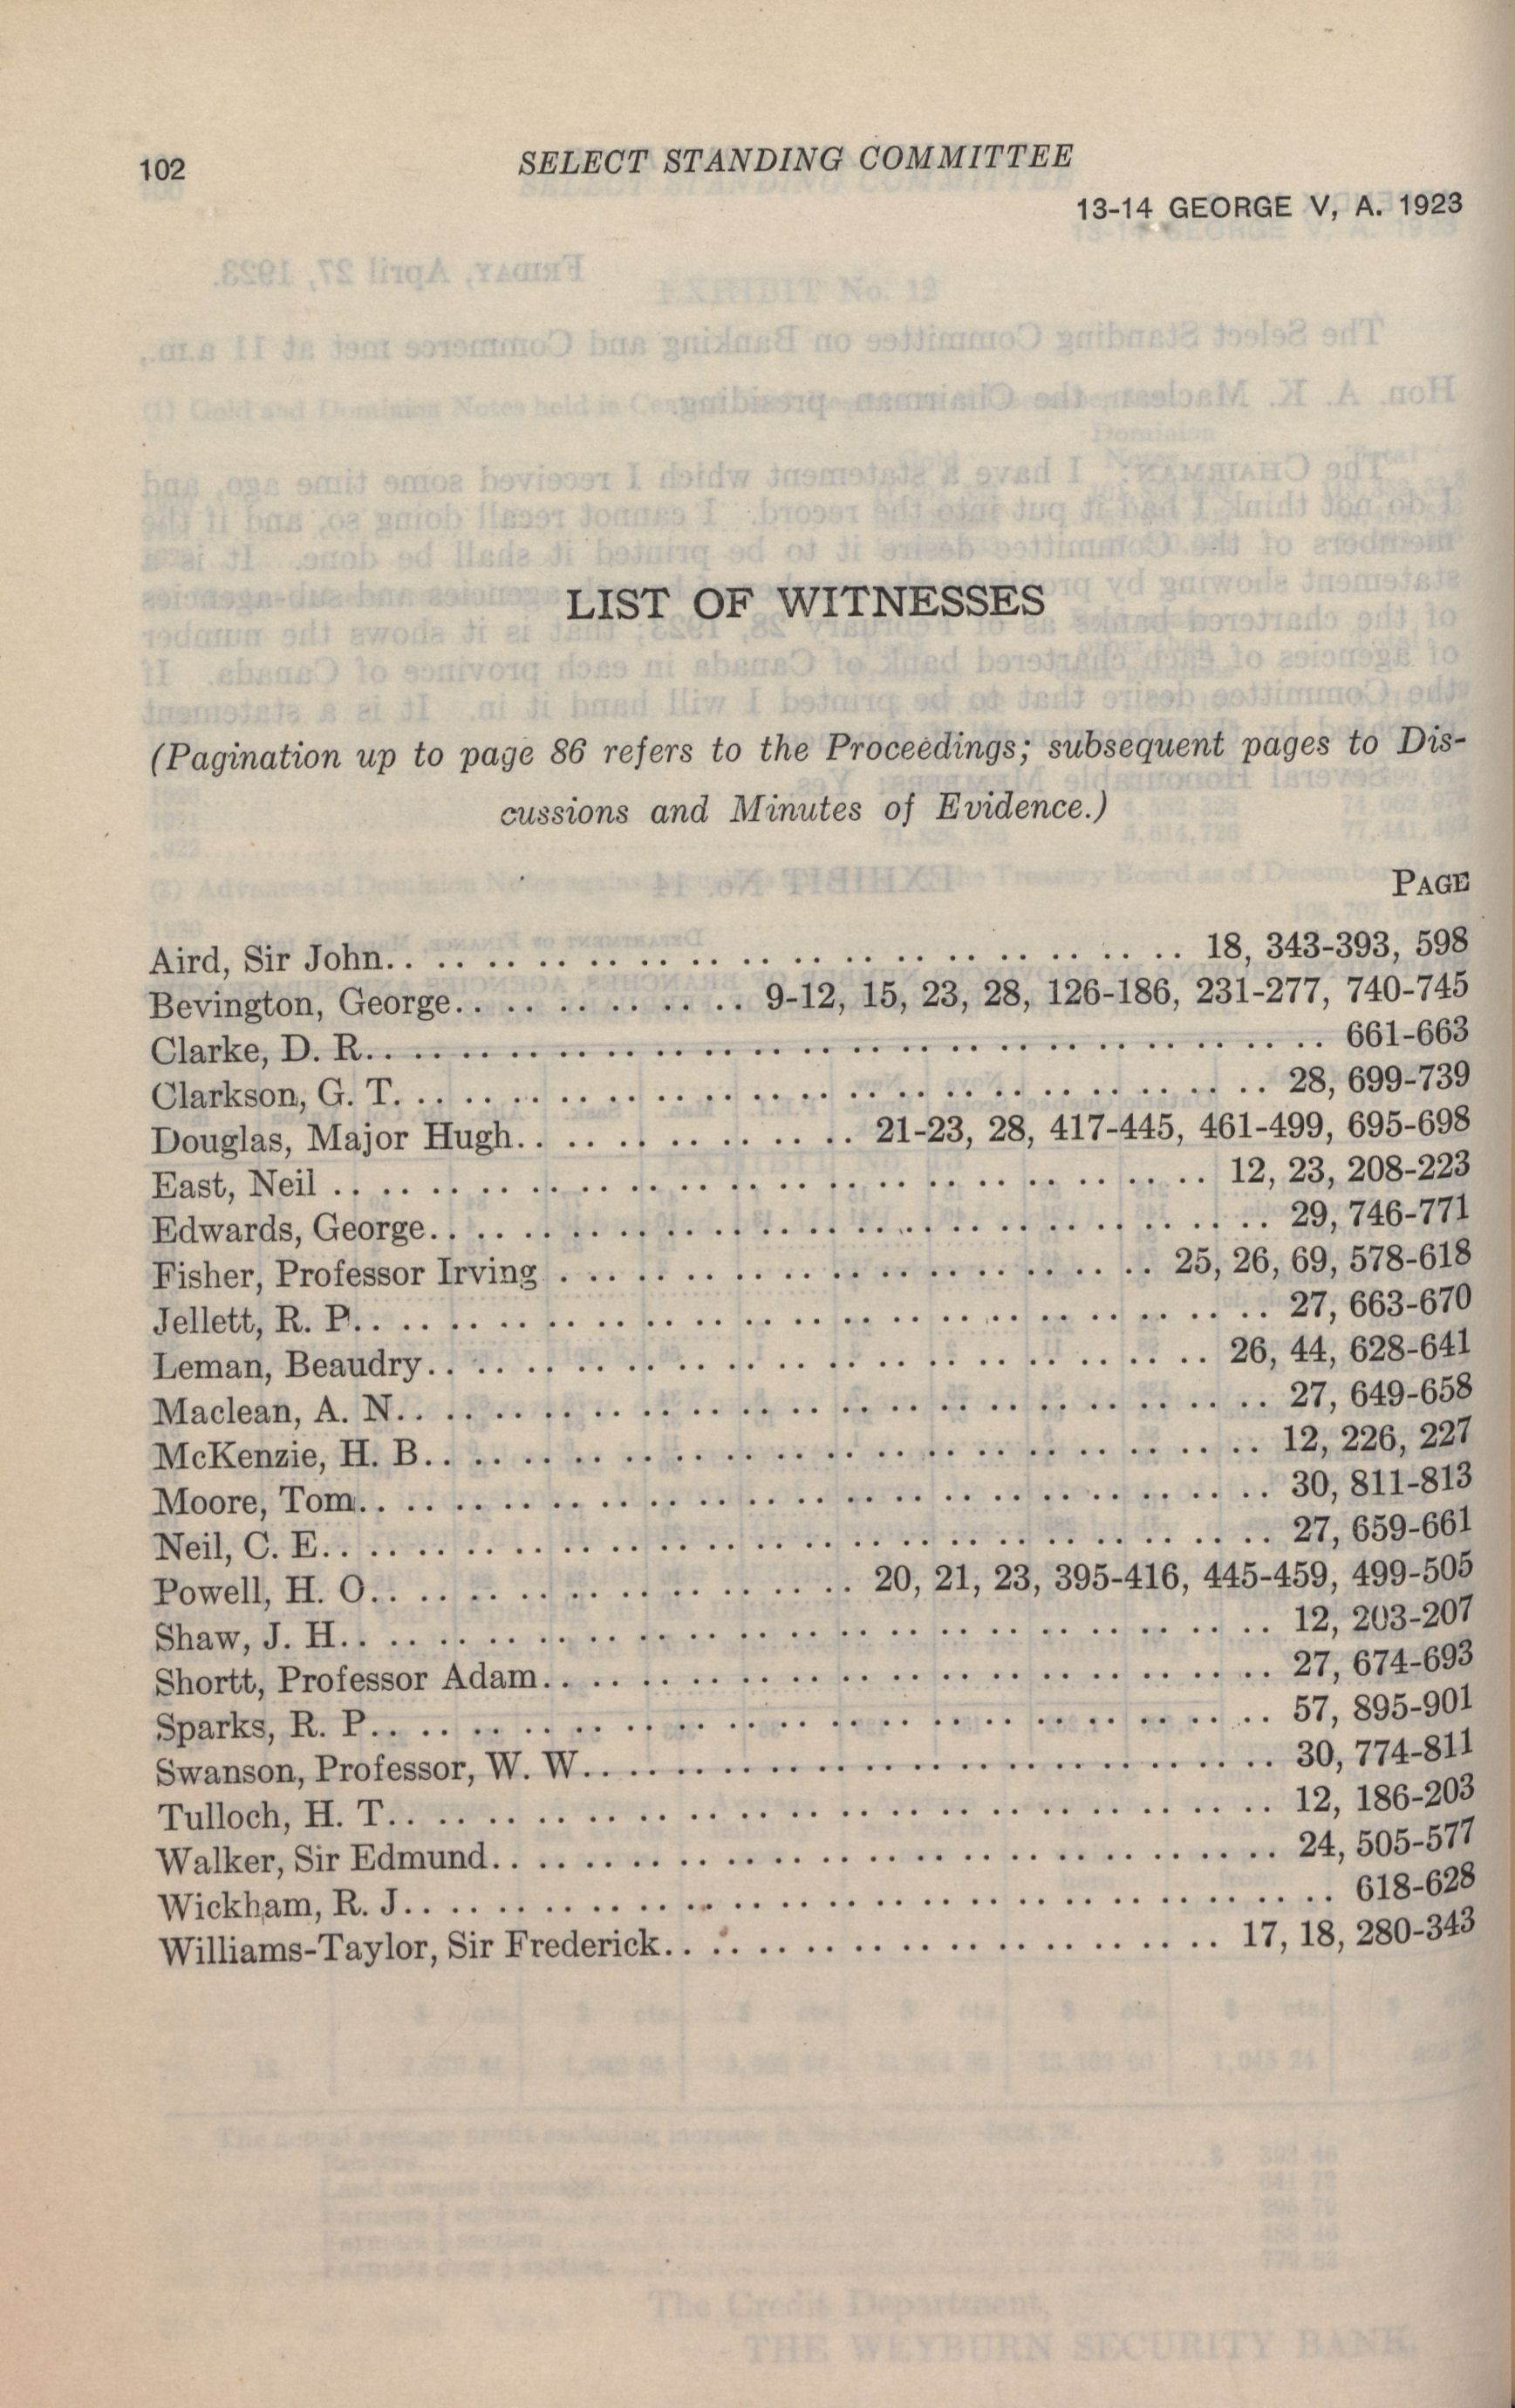 102
SELECT STANDING COMMITTEE
13-14 GEORGE V, A. 1923
LIST OF WITNESSES
(Pagination up to page 86 refers to the Proceedings; subsequent pages to Dis-
cussions and Minutes of Evidence.)
PAGE
Aird, Sir John. . . . . . . . . . . . . . . . . . 18, 343-393, 598
Bevington, George. . . . . . . . . . . . 9-12, 15, 23, 28, 126-186, 231-277, 740-745
Clarke, D. R. . . . . . . . . . . . . . . . . . . 661-663
Clarkson, G. T. . . . . . . . . . . . . . . . . . 28, 699-739
Douglas, Major Hugh. . . . . . . . . . . . . 21-23, 28, 417-445, 461-499, 695-698
East, Neil . . . . . . . . . . . . . . . . . . 12, 23, 208-223
Edwards, George. . . . . . . . . . . . . . . . . . 29, 746-771
Fisher, Professor Irving . . . . . . . . . . . . . . . . 25, 26, 69, 578-618
Jellett, R. P. . . . . . . . . . . . . . . . . . . 27, 663-670
Leman, Beaudry. . . . . . . . . . . . . . . . . . 26, 44, 628-641
Maclean, A. N. . . . . . . . . . . . . . . . . . . 27, 649-658
McKenzie, H. B. . . . . . . . . . . . . . . . . . . 12, 226, 227
Moore, Tom. . . . . . . . . . . . . . . . . . 30, 811-813
Neil, C. E. . . . . . . . . . . . . . . . . . . 27, 659-661
Powell, H. O. . . . . . . . . . . . . . . 20, 21, 23, 395-416, 445-459, 499-505
Shaw, J. H. . . . . . . . . . . . . . . . . . . 12, 203-207
Shortt, Professor Adam. . . . . . . . . . . . . . . . . . 27, 674-693
Sparks, R. P. . . . . . . . . . . . . . . . . . . 57, 895-901
Swanson, Professor, W. W. . . . . . . . . . . . . . . . . . 30, 774-811
Tulloch, H. T. . . . . . . . . . . . . . . . . . . 12, 186-203
Walker, Sir Edmund. . . . . . . . . . . . . . . . . . 24, 505-577
Wickham, R. J. . . . . . . . . . . . . . . . . . . 618-628
Williams-Taylor, Sir Frederick. . . . . . . . . . . . . . . . 17, 18, 280-343